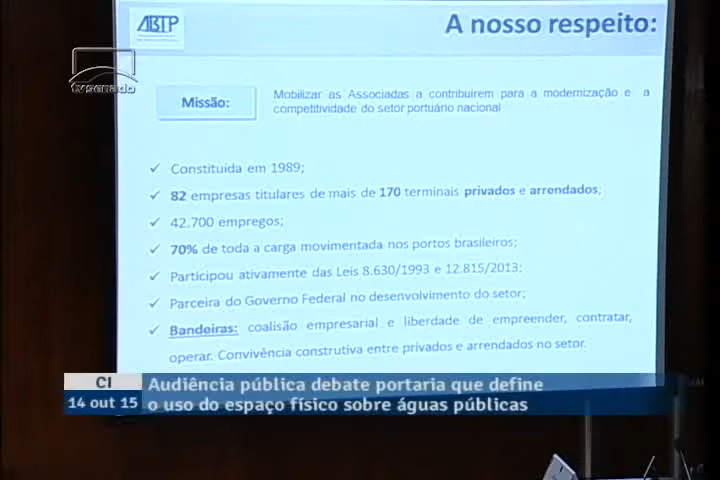 ABTP
A nosso respeito:
tv senado
Missão:
Mobilizar as Associadas a contribuírem para a modernização e a
competitividade do setor portuário nacional
✓ Constituída em 1989;
✓ 82 empresas titulares de mais de 170 terminais privados e arrendados;
✓ 42.700 empregos;
✓ 70% de toda a carga movimentada nos portos brasileiros;
✓ Participou ativamente das Leis 8.630/1993 e 12.815/2013;
✓ Parceira do Governo Federal no desenvolvimento do setor;
✓ Bandeiras: coalisão empresarial e liberdade de empreender, contratar,
operar. Convivência construtiva entre privados e arrendados no setor.
CI
14 out 15
Audiência pública debate portaria que define
o uso do espaço físico sobre águas públicas